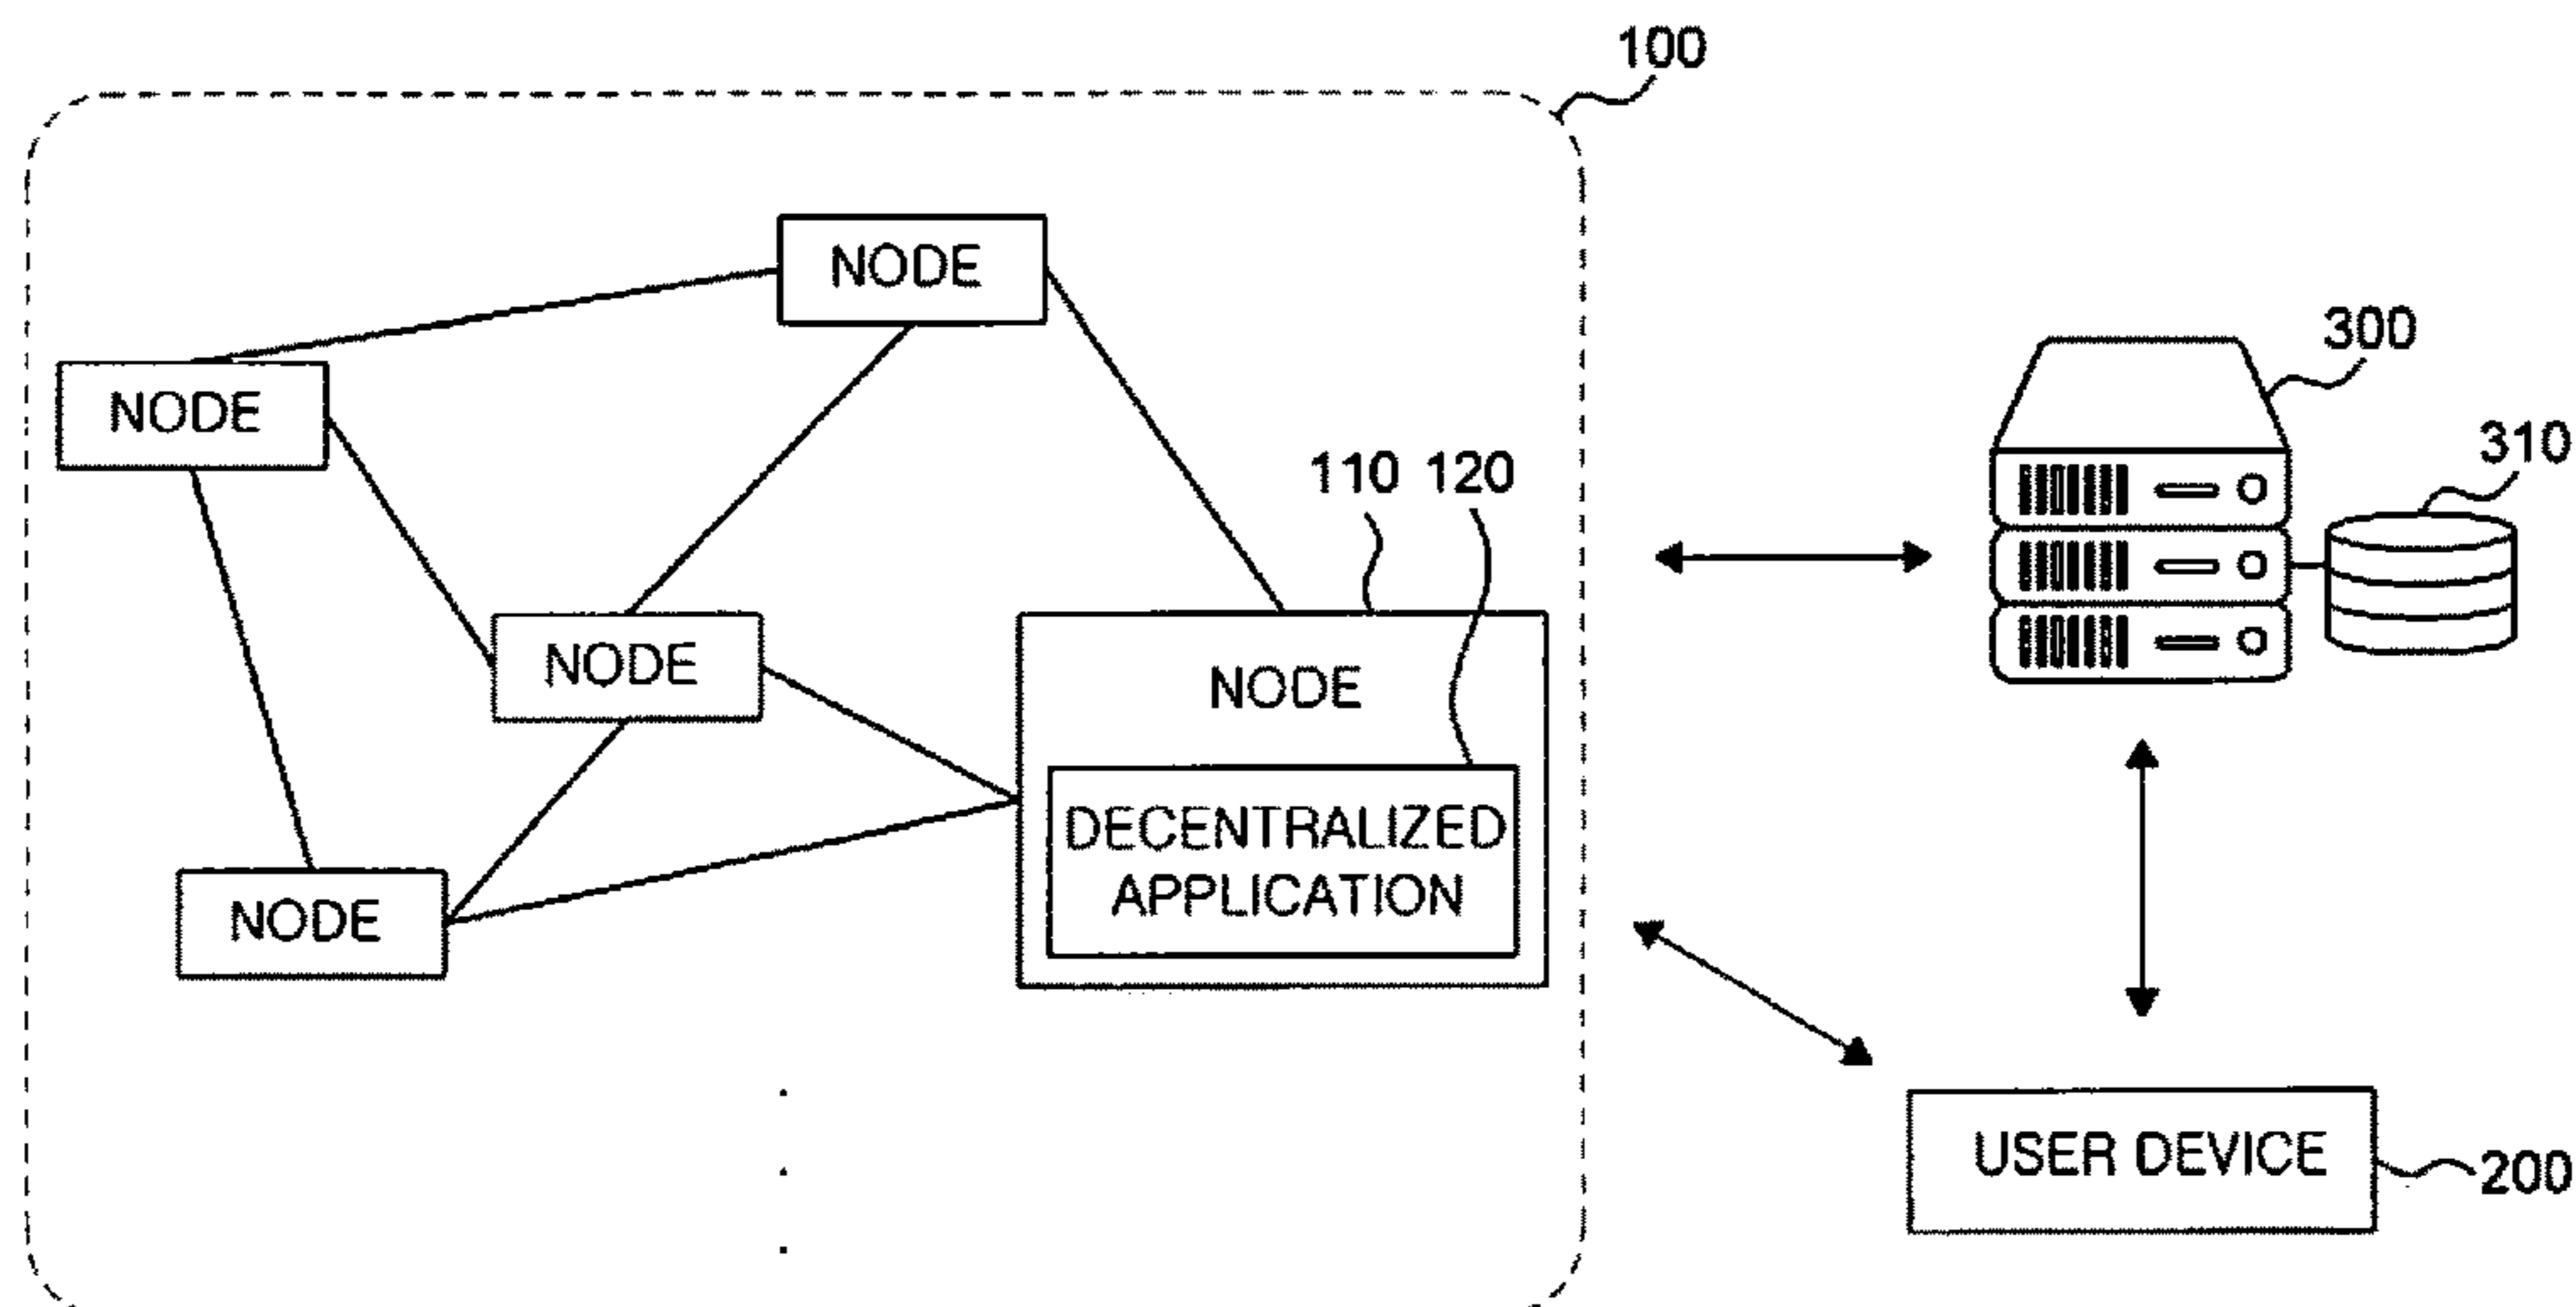 100
NODE
300
NODE
310
110
120
NODE
NODE
DECENTRALIZED
APPLICATION
NODE
USER DEVICE
200